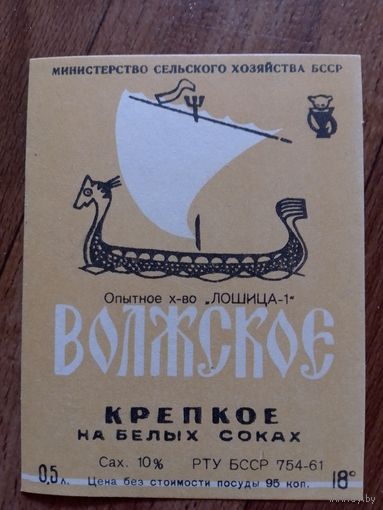 МИНИСТЕРСТВО СЕЛЬСКОГО ХОЗЯЙСТВА БССР
Опытное х-во „ЛОШИЦА-1"
ВОЛЖСКОЕ
КРЕПКОЕ
НА БЕЛЫХ СОКАХ
Сах. 10% РТУ БССР 754-61
0,5 л. Цена без стоимости посуды 95 коп. 18°